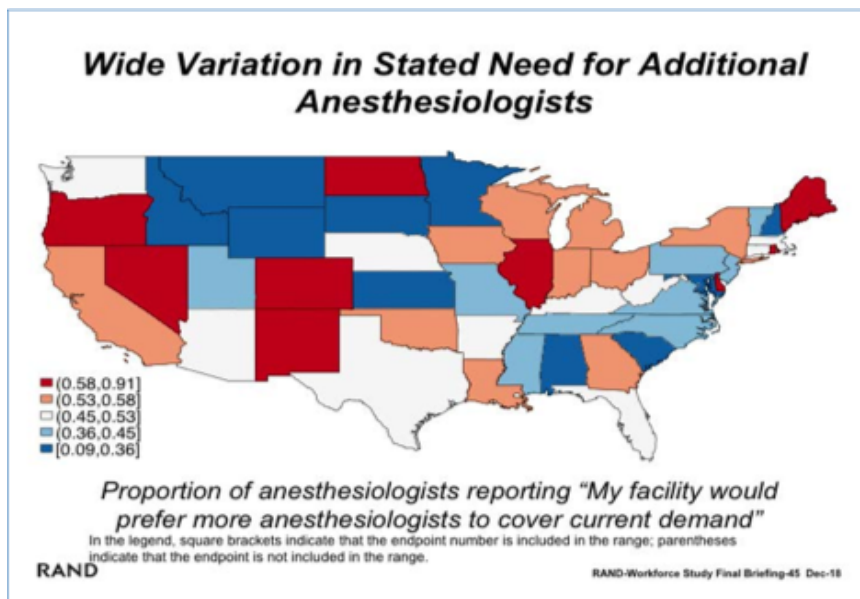 Wide Variation in Stated Need for Additional
Anesthesiologists
(0.58,0.91]
(0.53,0.58]
(0.45,0.53]
(0.36,0.45]
[0.09,0.36]
Proportion of anesthesiologists reporting “My facility would
prefer more anesthesiologists to cover current demand”
In the legend, square brackets indicate that the endpoint number is included in the range; parentheses
indicate that the endpoint is not included in the range.
RAND
RAND-Workforce Study Final Briefing-45 Dec-18